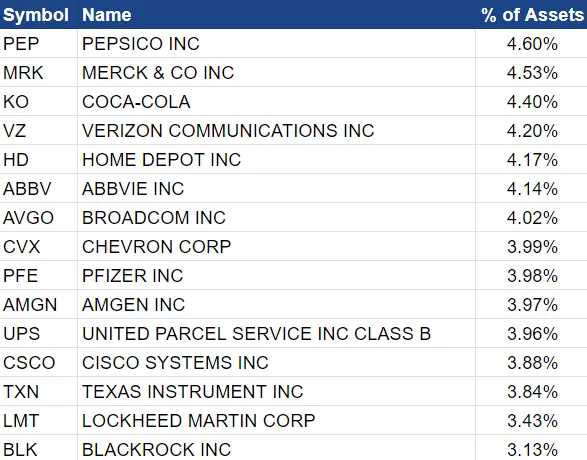 Symbol Name % of Assets
PEP PEPSICO INC 4.60%
MRK MERCK & CO INC 4.53%
KO COCA-COLA 4.40%
VZ VERIZON COMMUNICATIONS INC 4.20%
HD HOME DEPOT INC 4.17%
ABBV ABBVIE INC 4.14%
AVGO BROADCOM INC 4.02%
CVX CHEVRON CORP 3.99%
PFE PFIZER INC 3.98%
AMGN AMGEN INC 3.97%
UPS UNITED PARCEL SERVICE INC CLASS B 3.96%
CSCO CISCO SYSTEMS INC 3.88%
TXN TEXAS INSTRUMENT INC 3.84%
LMT LOCKHEED MARTIN CORP 3.43%
BLK BLACKROCK INC 3.13%